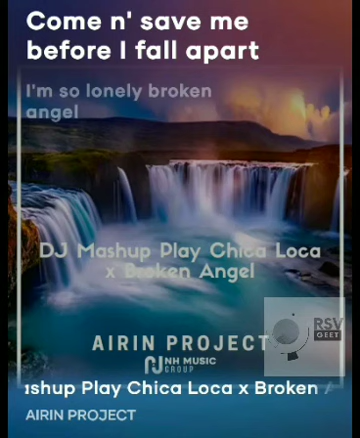 Come n' save me
before I fall apart
I'm so lonely broken
angel
DJ Mashup Play Chica Loca
x Broken Angel
AIRIN PROJECT
NH MUSIC
GROUP
RSV
GEET
ıshup Play Chica Loca x Broken A
AIRIN PROJECT